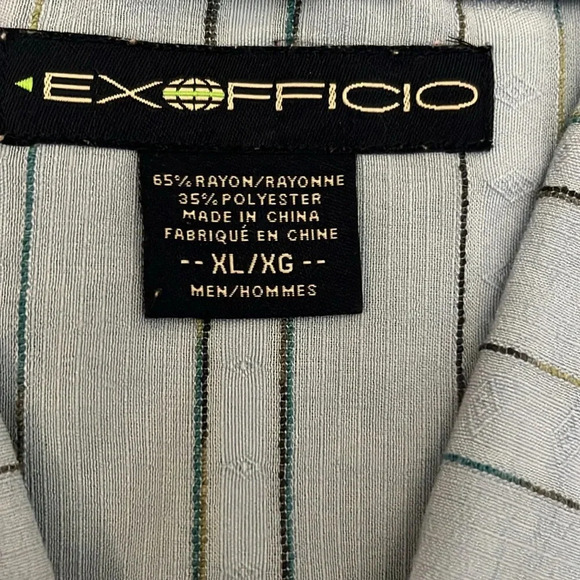 EXOFFICIO
65% RAYON/RAYONNE
35% POLYESTER
MADE IN CHINA
FABRIQUÉ EN CHINE
-- XL/XG --
MEN/HOMMES